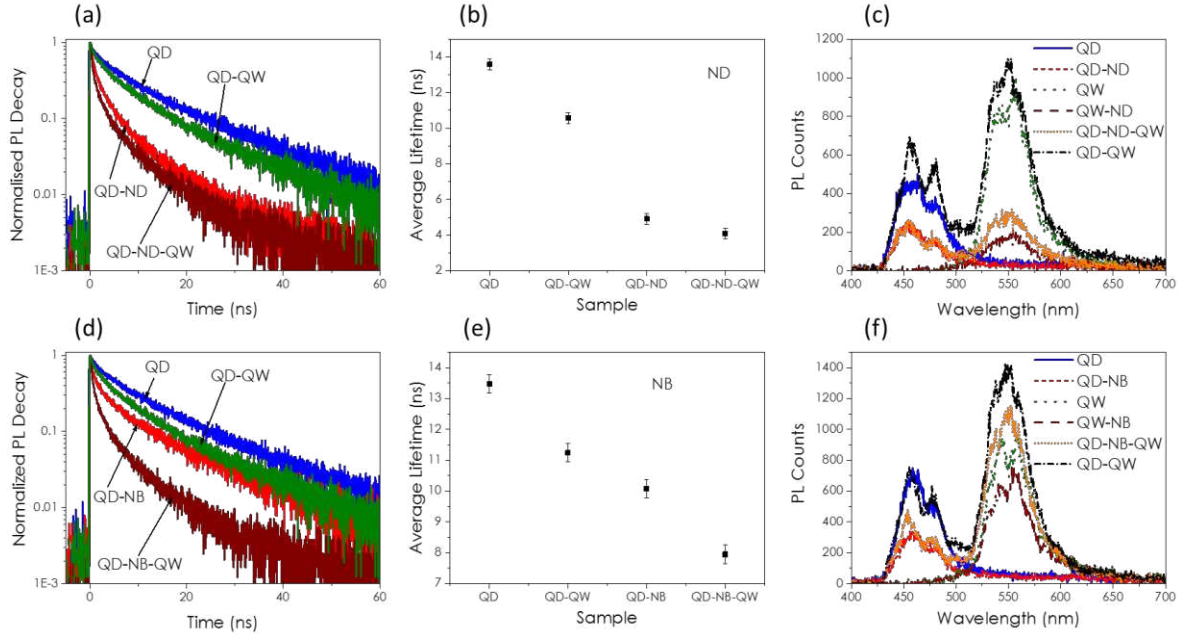 (a)
Normalised PL Decay
1
0.1
0.01
1E-3
QD
QD-QW
QD-ND
QD-ND-QW
0
20
40
60
Time (ns)
(b)
Average Lifetime (ns)
14
12
10
8
6
4
2
ND
QD
QD-QW
QD-ND
QD-ND-QW
Sample
(c)
PL Counts
1200
1000
800
600
400
200
0
QD
QD-ND
QW
QW-ND
QD-ND-QW
QD-QW
400
450
500
550
600
650
700
Wavelength (nm)
(d)
Normalized PL Decay
1
0.1
0.01
1E-3
QD
QD-QW
QD-NB
QD-NB-QW
0
20
40
60
Time (ns)
(e)
Average Lifetime (ns)
14
13
12
11
10
9
8
7
NB
QD
QD-QW
QD-NB
QD-NB-QW
Sample
(f)
PL Counts
1400
1200
1000
800
600
400
200
0
QD
QD-NB
QW
QW-NB
QD-NB-QW
QD-QW
400
450
500
550
600
650
700
Wavelength (nm)